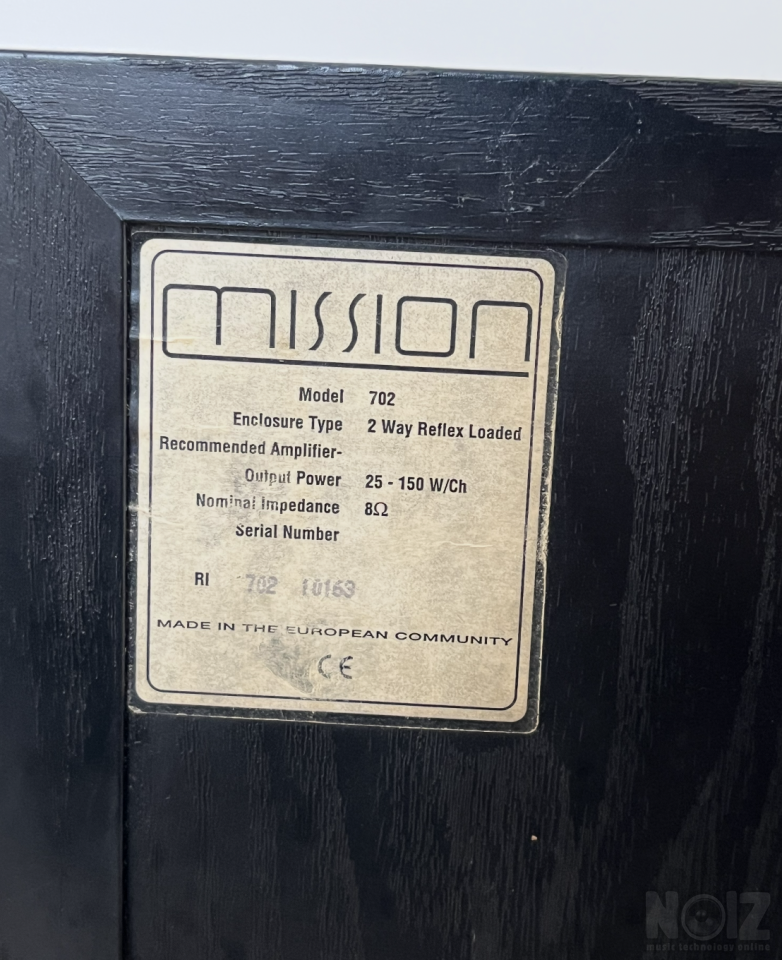 mission
Model 702
Enclosure Type 2 Way Reflex Loaded
Recommended Amplifier-
Output Power 25 - 150 W/Ch
Nominal Impedance 8Ω
Serial Number
RI 702 10163
MADE IN THE EUROPEAN COMMUNITY
CE
NOIZ
music technology online